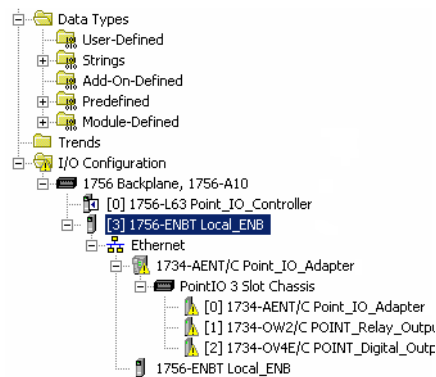 Data Types
User-Defined
Strings
Add-On-Defined
Predefined
Module-Defined
Trends
I/O Configuration
1756 Backplane, 1756-A10
[0] 1756-L63 Point_IO_Controller
[3] 1756-ENBT Local_ENB
Ethernet
1734-AENT/C Point_IO_Adapter
PointIO 3 Slot Chassis
[0] 1734-AENT/C Point_IO_Adapter
[1] 1734-OW2/C POINT_Relay_Outpu
[2] 1734-OV4E/C POINT_Digital_Outp
1756-ENBT Local_ENB